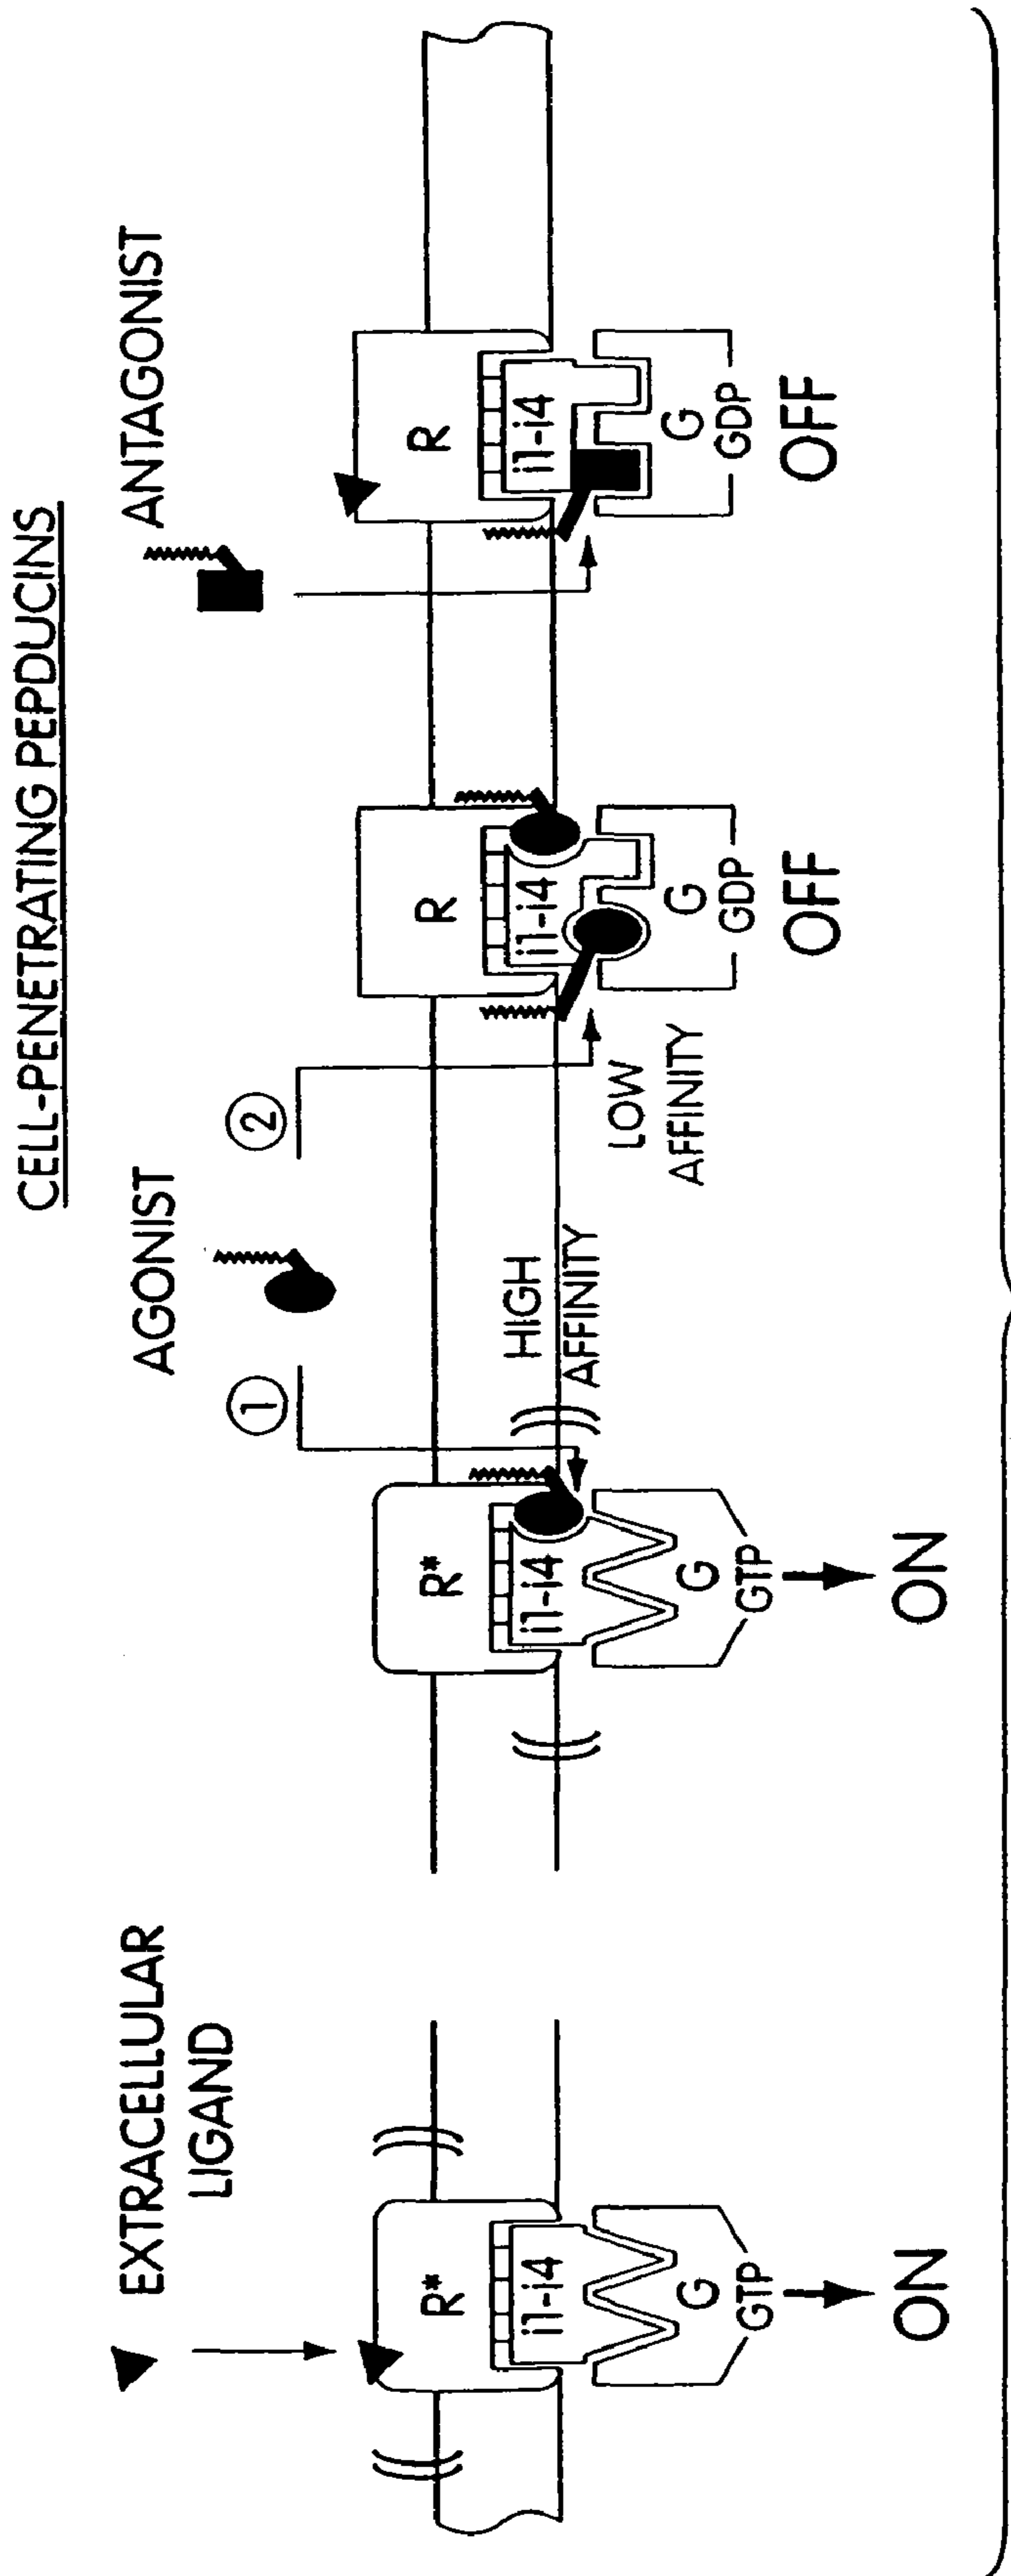 CELL-PENETRATING PEPDUCINS
EXTRACELLULAR
LIGAND
AGONIST
ANTAGONIST
1
2
R*
i1-i4
G
GTP
ON
R*
i1-i4
G
GTP
ON
HIGH
AFFINITY
LOW
AFFINITY
R
i1-i4
G
GDP
OFF
R
i1-i4
G
GDP
OFF